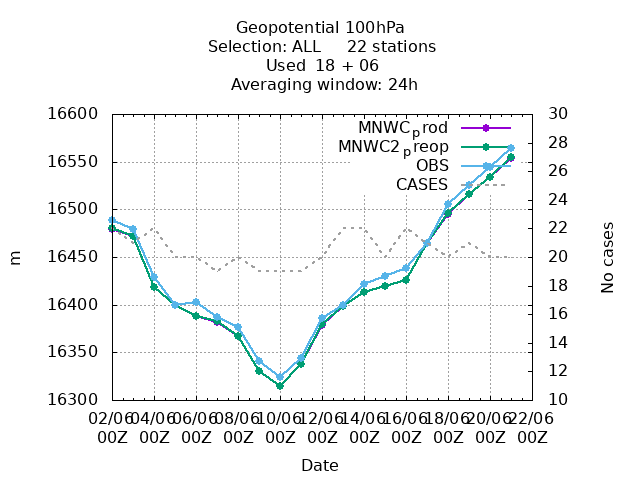 Geopotential 100hPa
Selection: ALL 22 stations
Used 18 + 06
Averaging window: 24h
16600
16550
16500
16450
16400
16350
16300
30
28
26
24
22
20
18
16
14
12
10
MNWCprod
MNWC2preop
OBS
CASES
m
No cases
02/06 04/06 06/06 08/06 10/06 12/06 14/06 16/06 18/06 20/06 22/06
00Z 00Z 00Z 00Z 00Z 00Z 00Z 00Z 00Z 00Z 00Z
Date